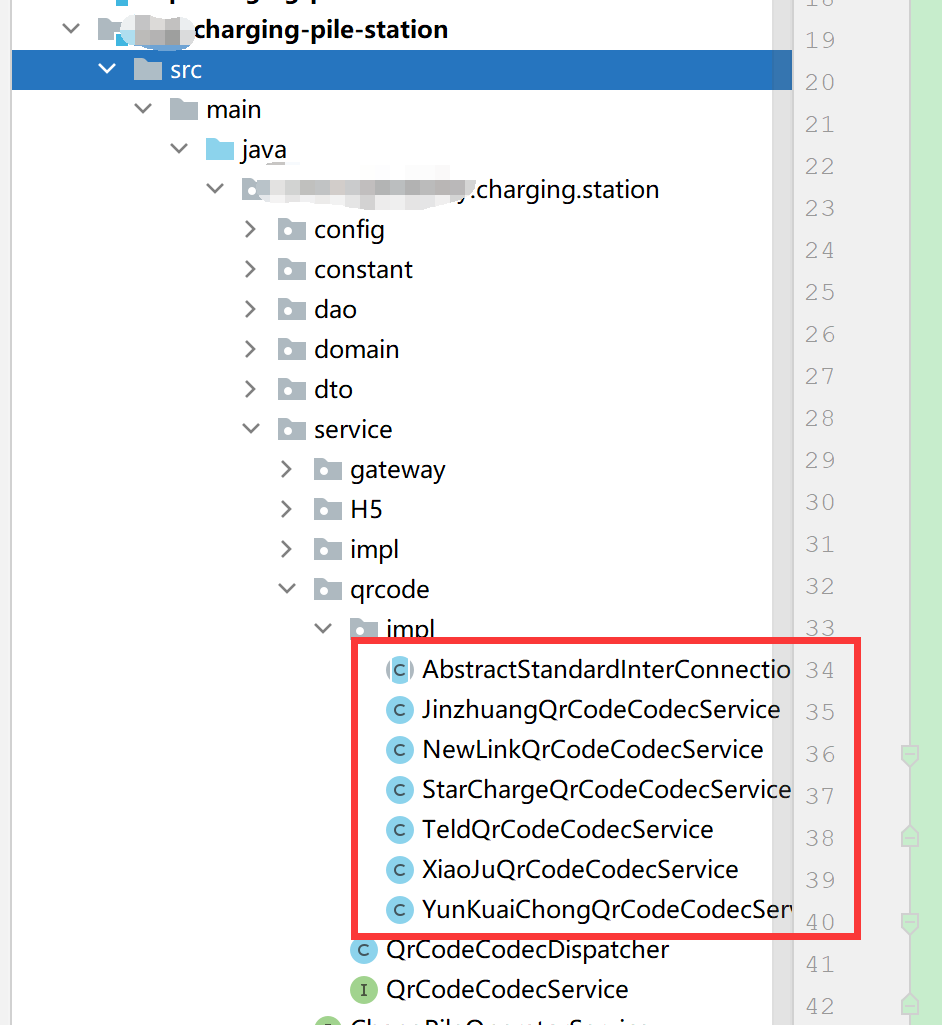 18
charging-pile-station
19
src
20
main
21
java
22
.charging.station
23
config
24
constant
25
dao
26
domain
27
dto
28
service
29
gateway
30
H5
31
impl
32
qrcode
33
impl
34
AbstractStandardInterConnectio
35
JinzhuangQrCodeCodecService
36
NewLinkQrCodeCodecService
37
StarChargeQrCodeCodecService
38
TeldQrCodeCodecService
39
XiaoJuQrCodeCodecService
40
YunKuaiChongQrCodeCodecServ
41
QrCodeCodecDispatcher
42
QrCodeCodecService